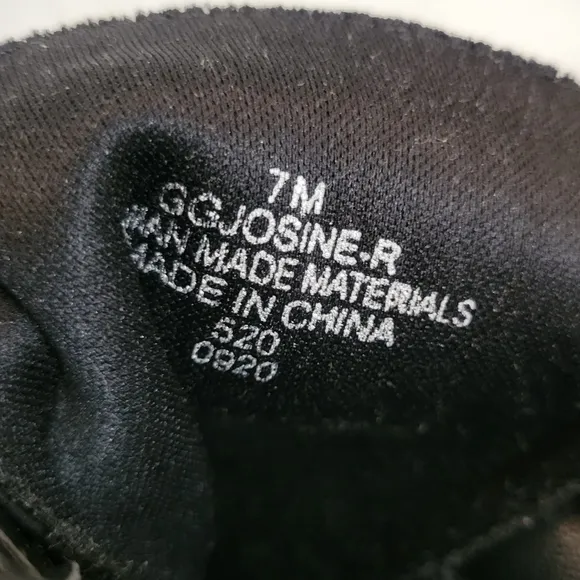 7M
GGJOSINE-R
MAN MADE MATERIALS
MADE IN CHINA
520
0920